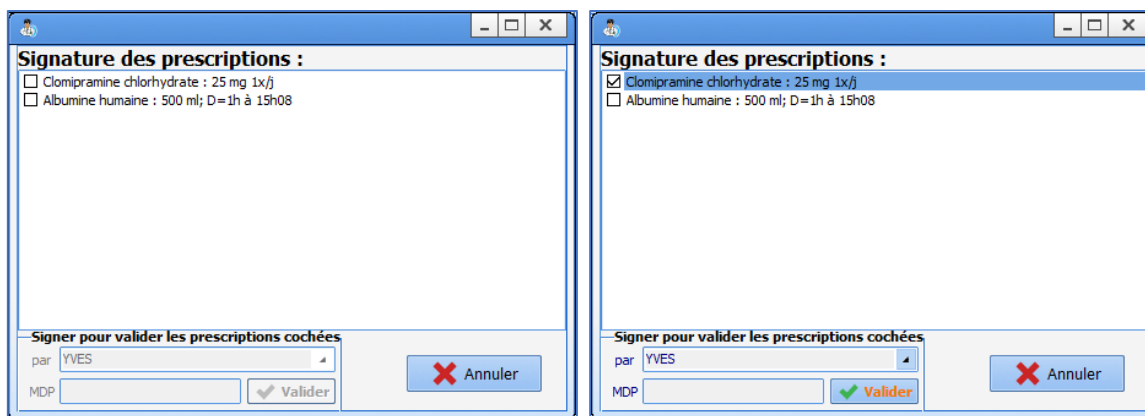 Signature des prescriptions :
Clomipramine chlorhydrate : 25 mg 1x/j
Albumine humaine : 500 ml; D=1h à 15h08
Signer pour valider les prescriptions cochées
par YVES
MDP Valider
Annuler
Signature des prescriptions :
Clomipramine chlorhydrate : 25 mg 1x/j
Albumine humaine : 500 ml; D=1h à 15h08
Signer pour valider les prescriptions cochées
par YVES
MDP Valider
Annuler